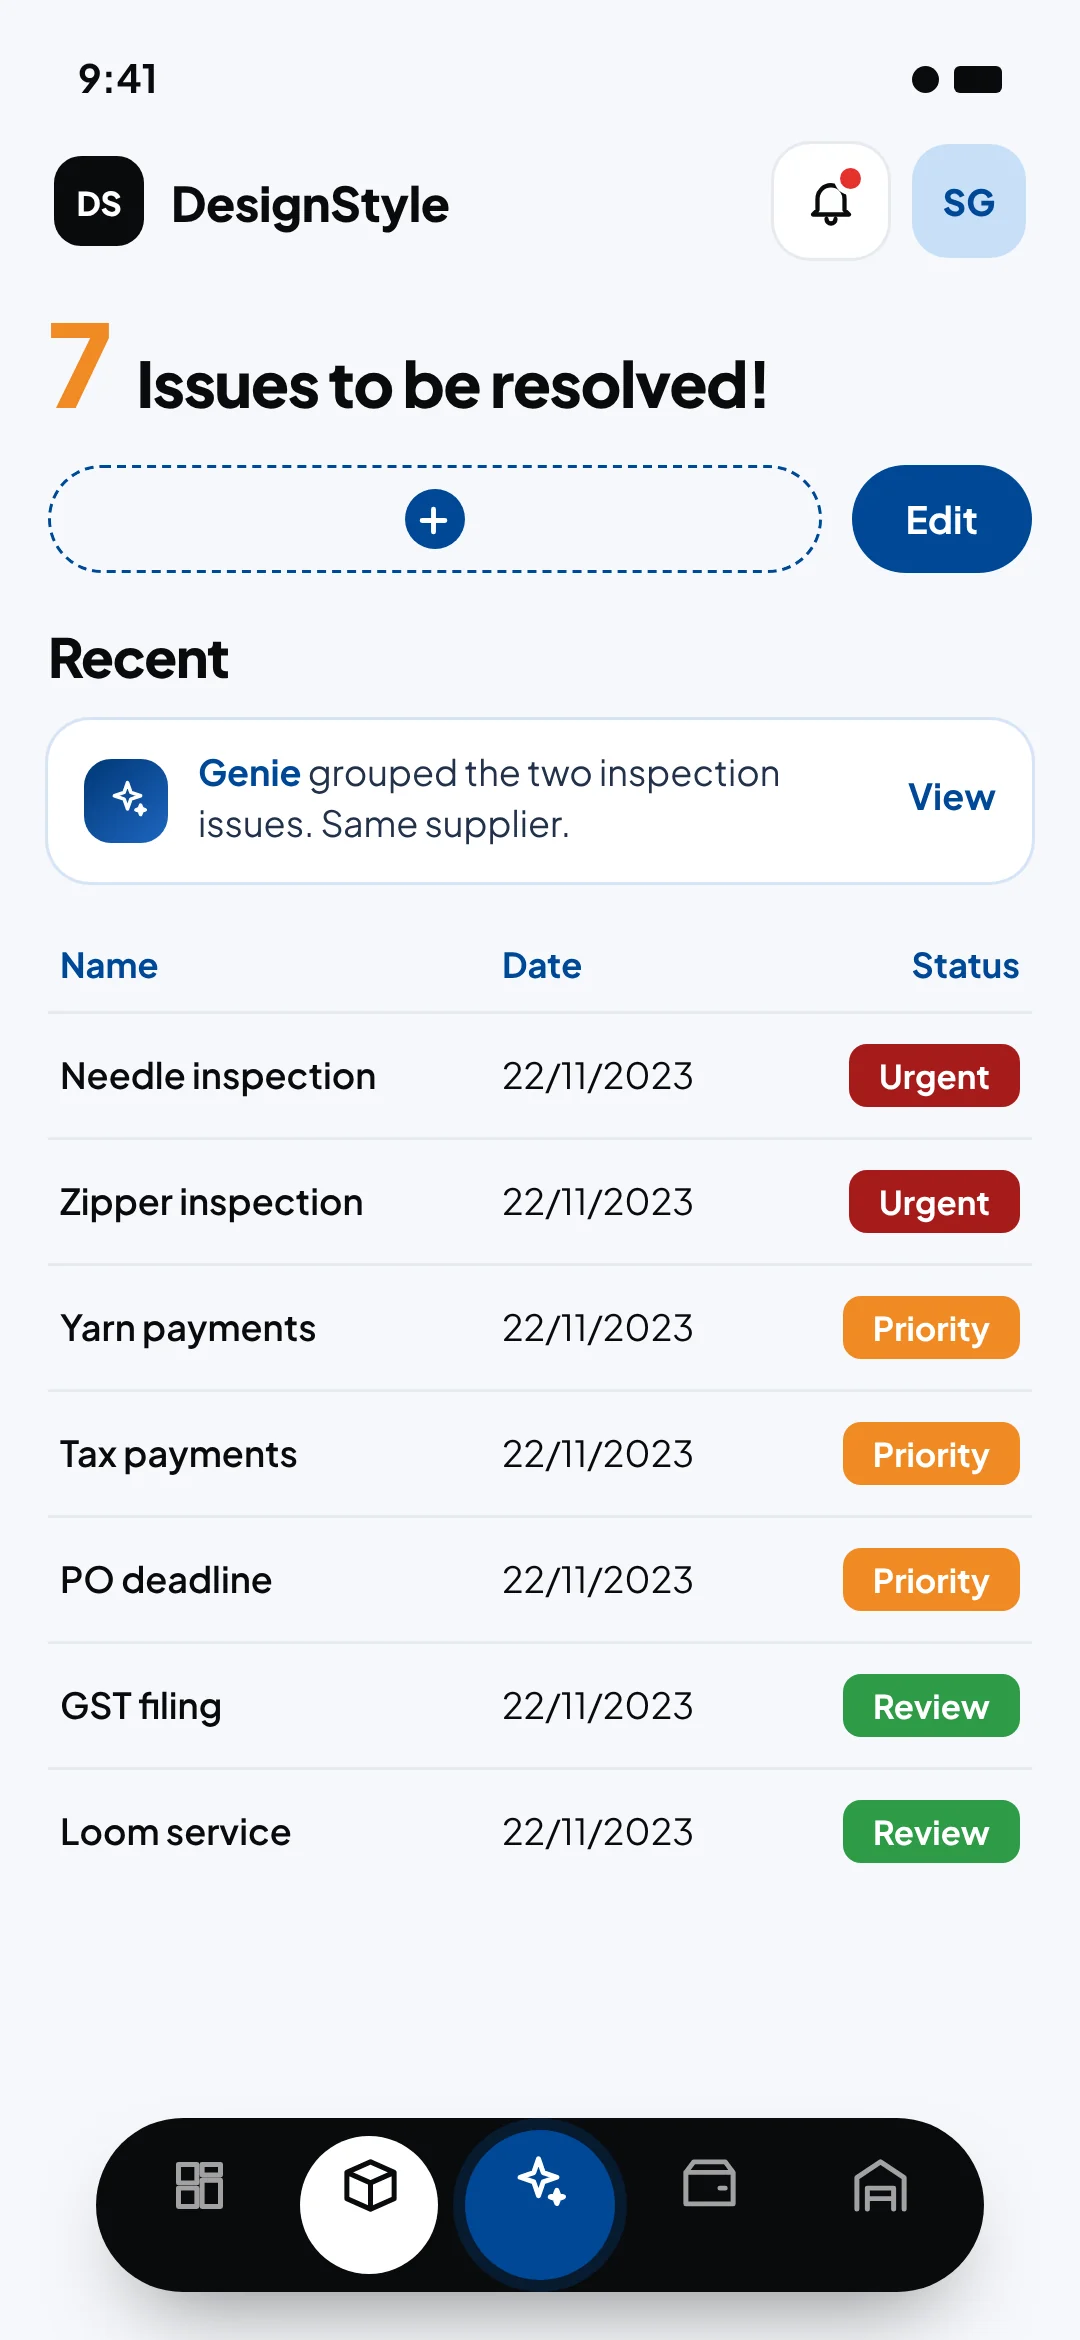 9:41
DS DesignStyle SG
7 Issues to be resolved!
Edit
Recent
Genie grouped the two inspection
issues. Same supplier.
View
Name Date Status
Needle inspection 22/11/2023 Urgent
Zipper inspection 22/11/2023 Urgent
Yarn payments 22/11/2023 Priority
Tax payments 22/11/2023 Priority
PO deadline 22/11/2023 Priority
GST filing 22/11/2023 Review
Loom service 22/11/2023 Review